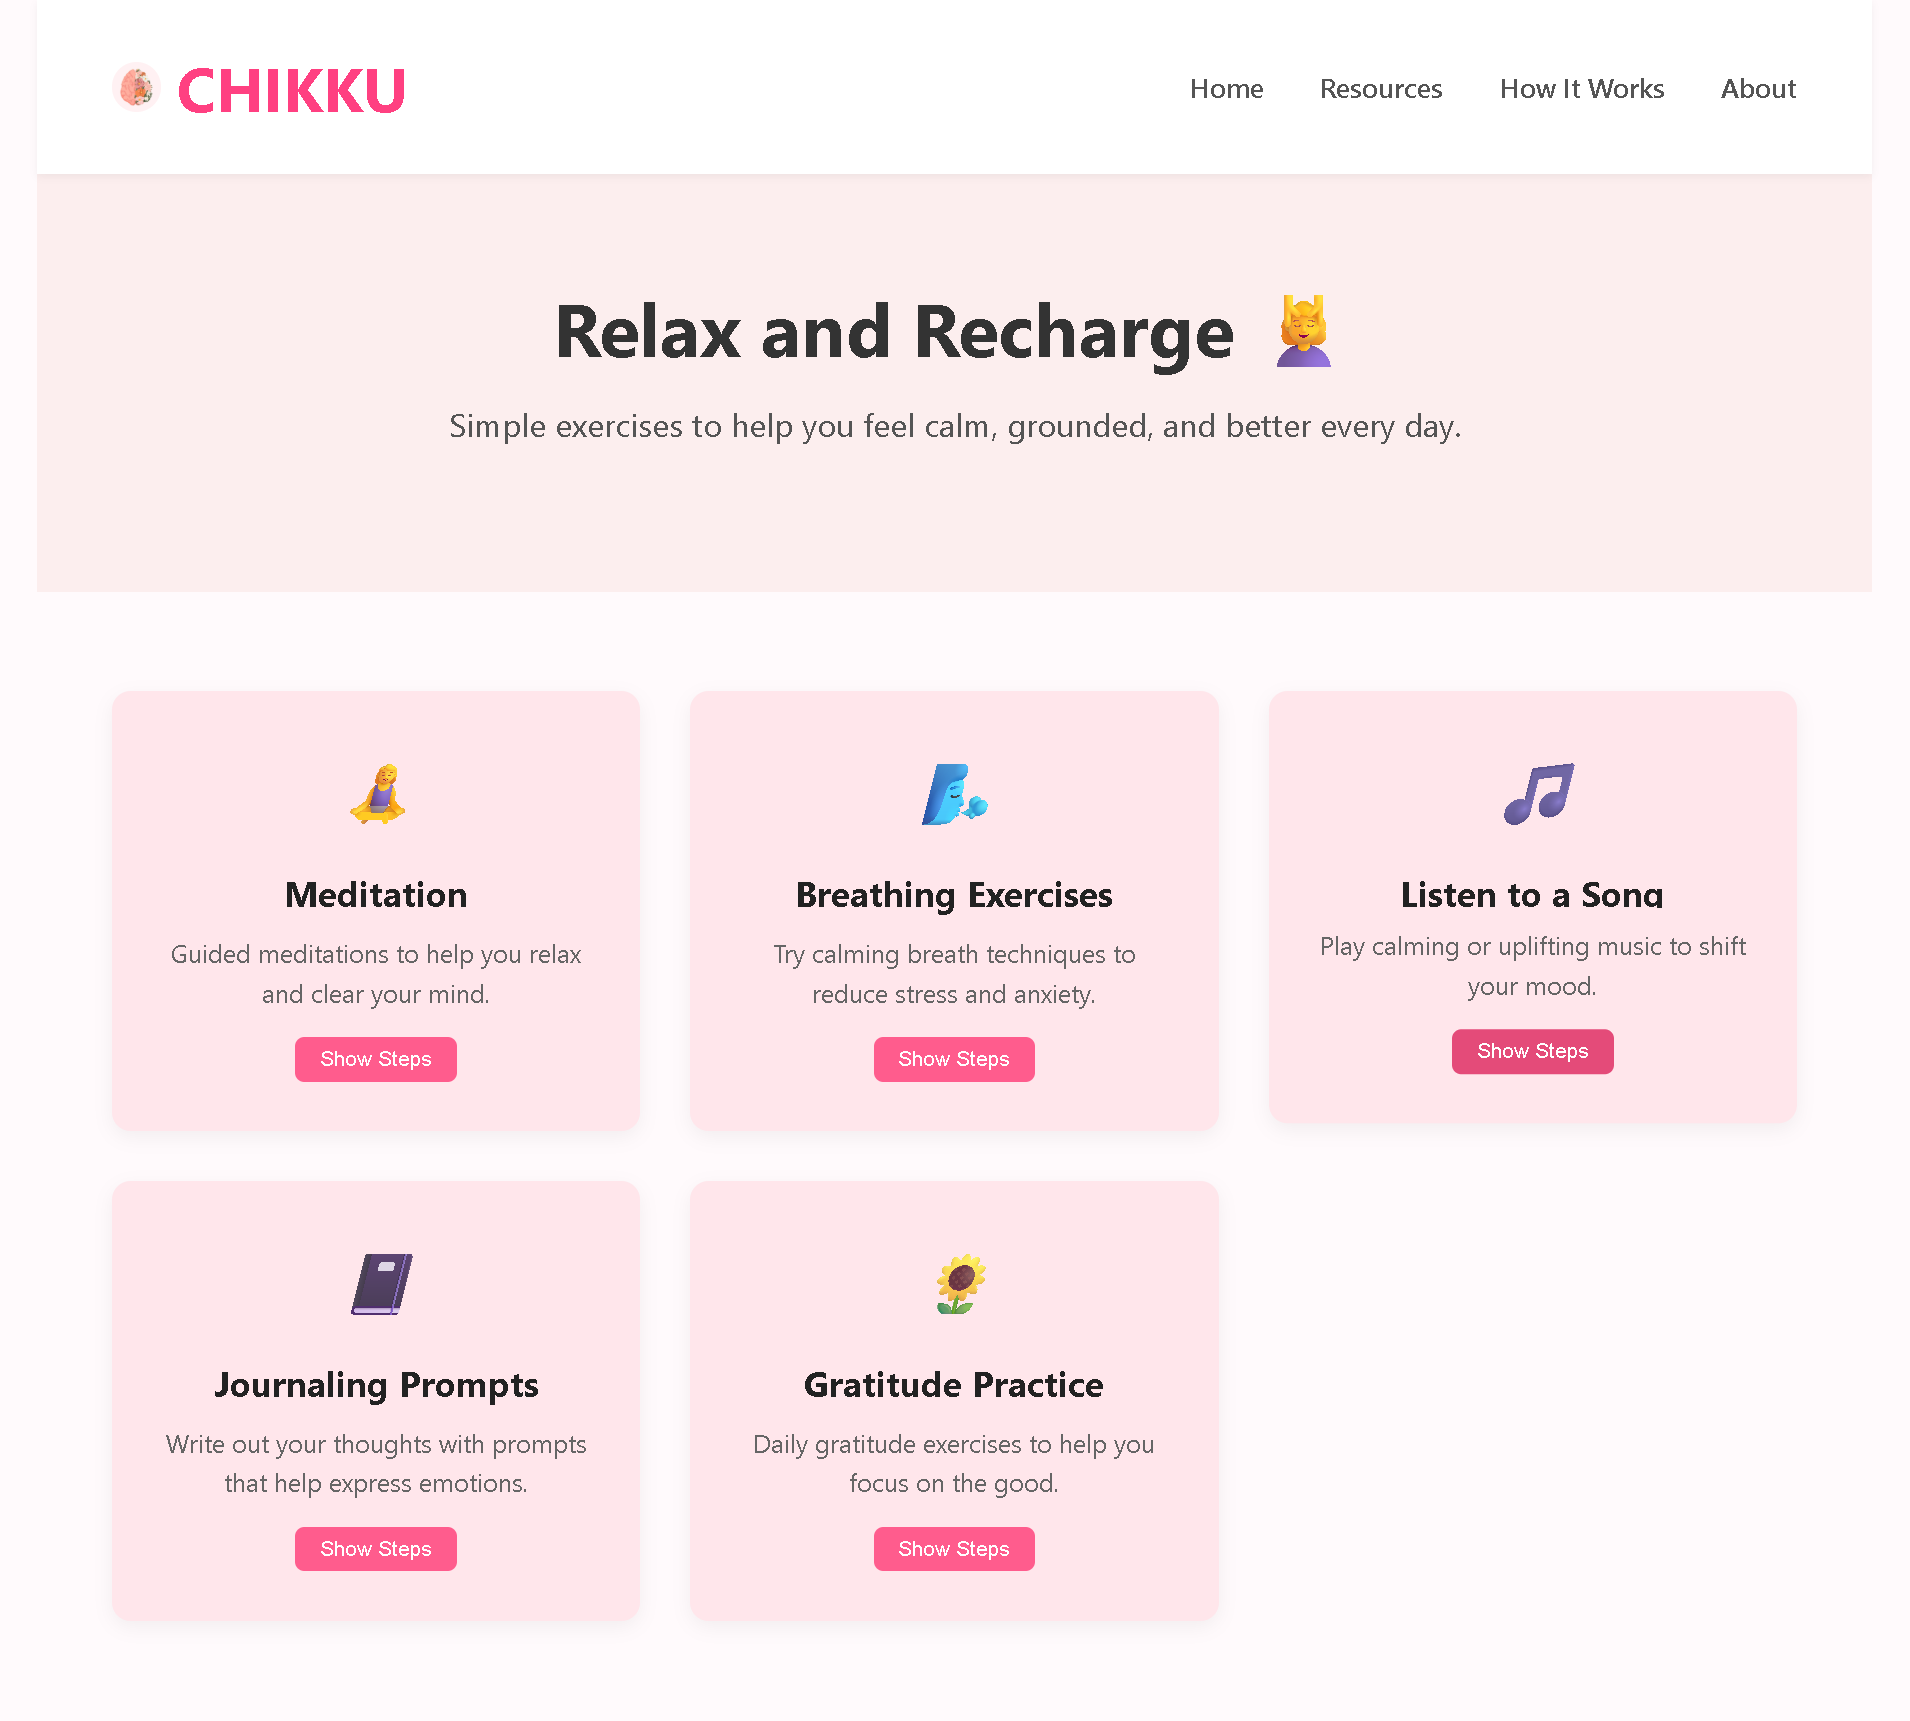 CHIKKU
Home
Resources
How It Works
About
Relax and Recharge
Simple exercises to help you feel calm, grounded, and better every day.
Meditation
Guided meditations to help you relax
and clear your mind.
Show Steps
Breathing Exercises
Try calming breath techniques to
reduce stress and anxiety.
Show Steps
Listen to a Song
Play calming or uplifting music to shift
your mood.
Show Steps
Journaling Prompts
Write out your thoughts with prompts
that help express emotions.
Show Steps
Gratitude Practice
Daily gratitude exercises to help you
focus on the good.
Show Steps